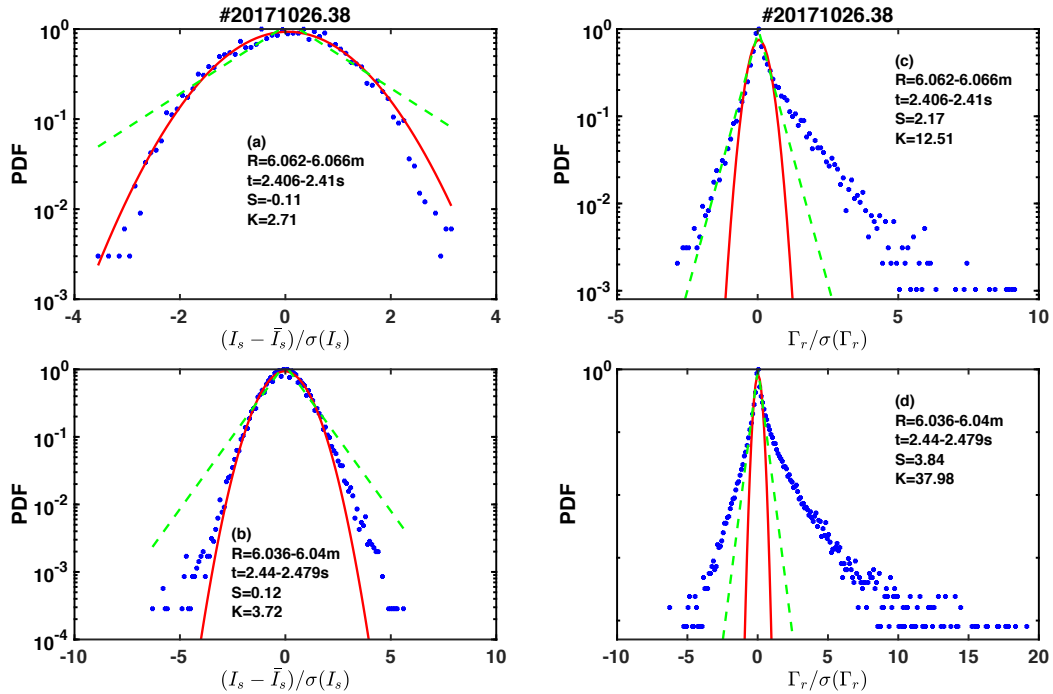 #20171026.38
10^0
10^-1
10^-2
10^-3
PDF
(a)
R=6.062-6.066m
t=2.406-2.41s
S=-0.11
K=2.71
-4 -2 0 2 4
(I_s − Ī_s)/σ(I_s)
#20171026.38
10^0
10^-1
10^-2
10^-3
PDF
(c)
R=6.062-6.066m
t=2.406-2.41s
S=2.17
K=12.51
-5 0 5 10
Γ_r/σ(Γ_r)
10^0
10^-1
10^-2
10^-3
10^-4
PDF
(b)
R=6.036-6.04m
t=2.44-2.479s
S=0.12
K=3.72
-10 -5 0 5 10
(I_s − Ī_s)/σ(I_s)
10^0
PDF
(d)
R=6.036-6.04m
t=2.44-2.479s
S=3.84
K=37.98
-10 -5 0 5 10 15 20
Γ_r/σ(Γ_r)